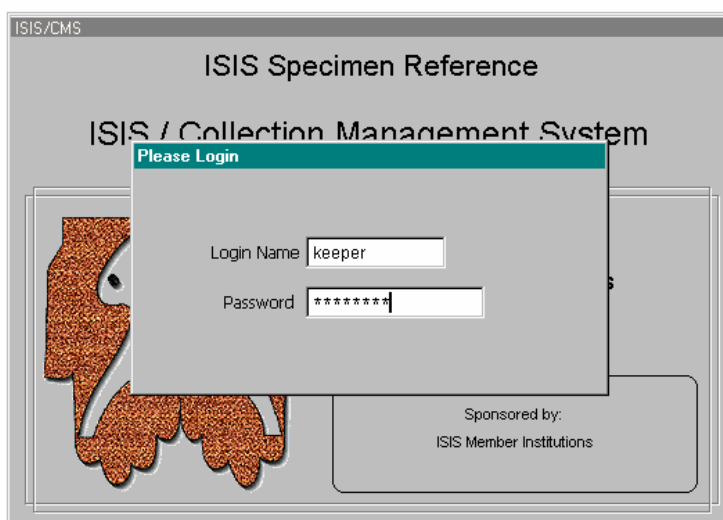 ISIS/CMS
ISIS Specimen Reference
ISIS / Collection Management System
Please Login
Login Name keeper
Password ********
s
Sponsored by:
ISIS Member Institutions